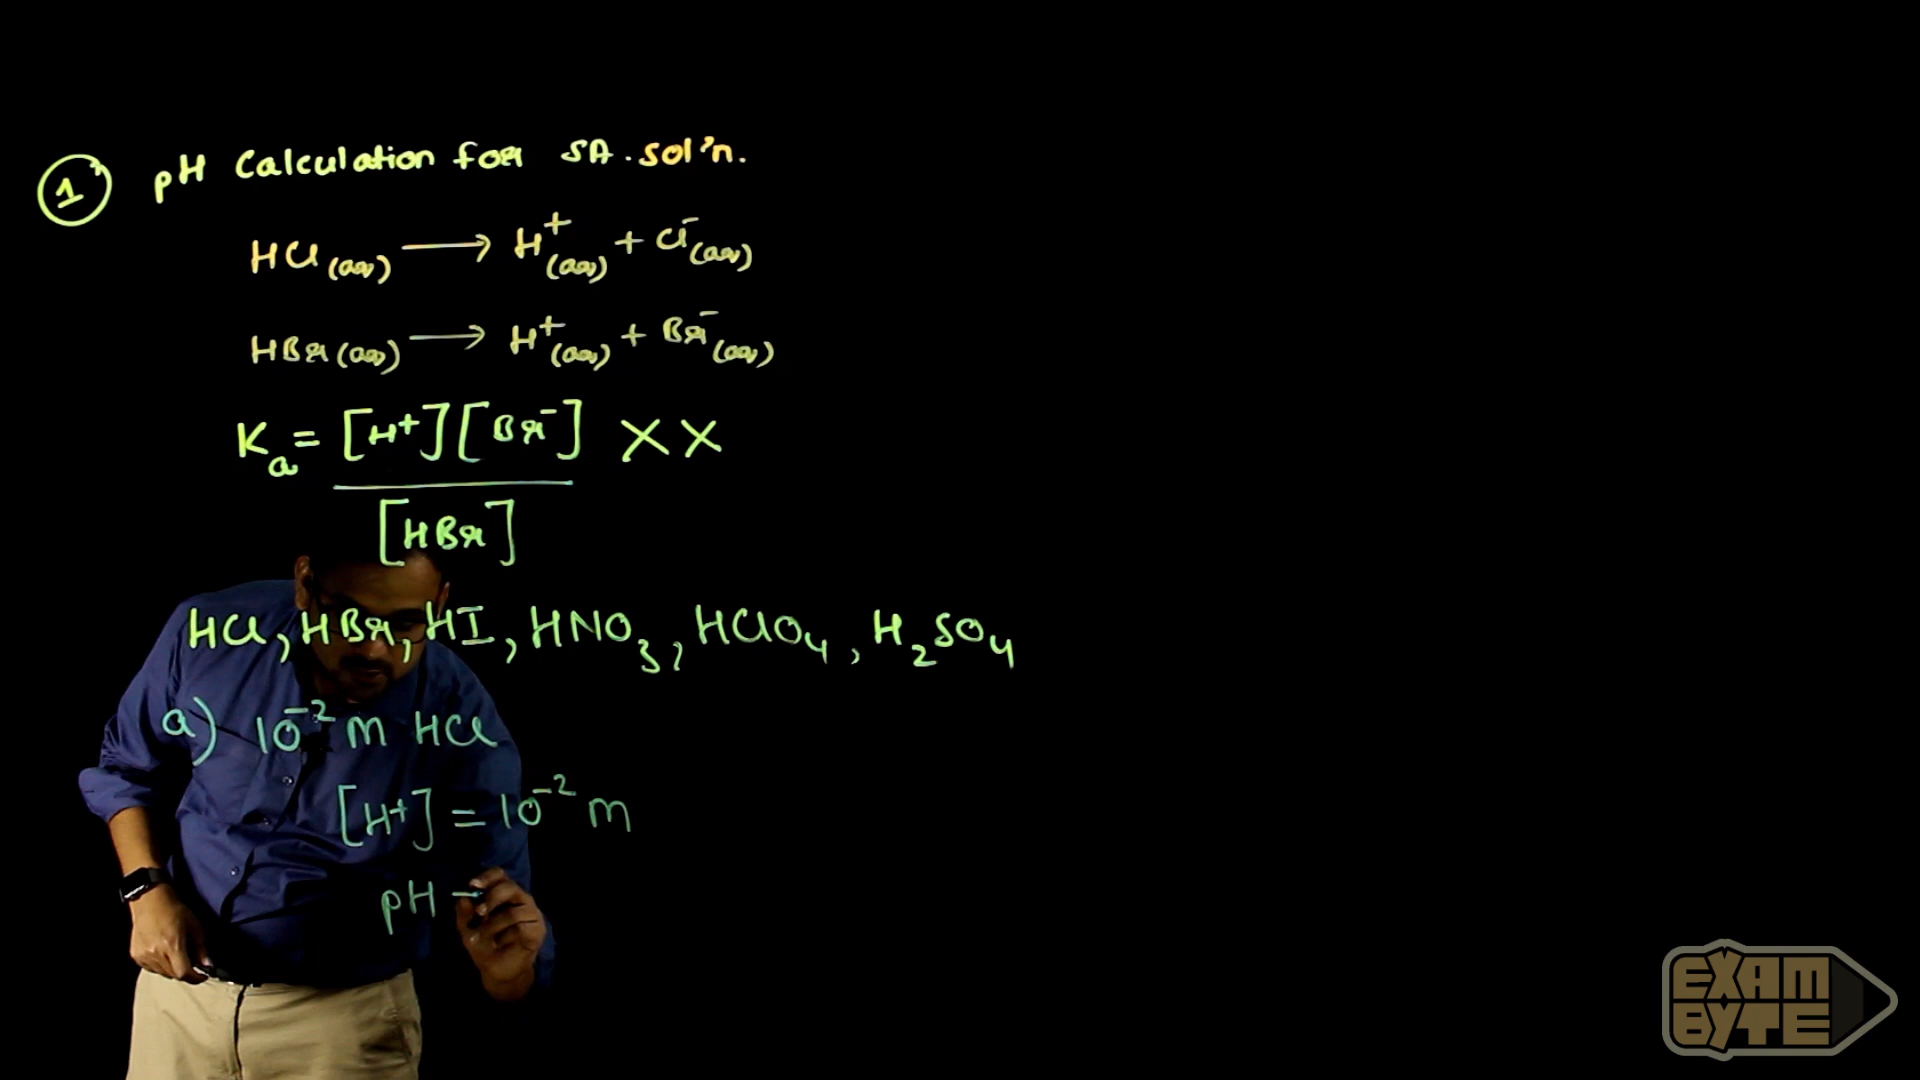 1 pH Calculation for SA. sol'n.
HCl(aq) ⟶ H⁺(aq) + Cl⁻(aq)
HBr(aq) ⟶ H⁺(aq) + Br⁻(aq)
Ka = [H⁺][Br⁻] X X
[HBr]
HCl, HBr, HI, HNO₃, HClO₄, H₂SO₄
a) 10⁻² M HCl
[H⁺] = 10⁻² M
pH -
EXAM
BYTE